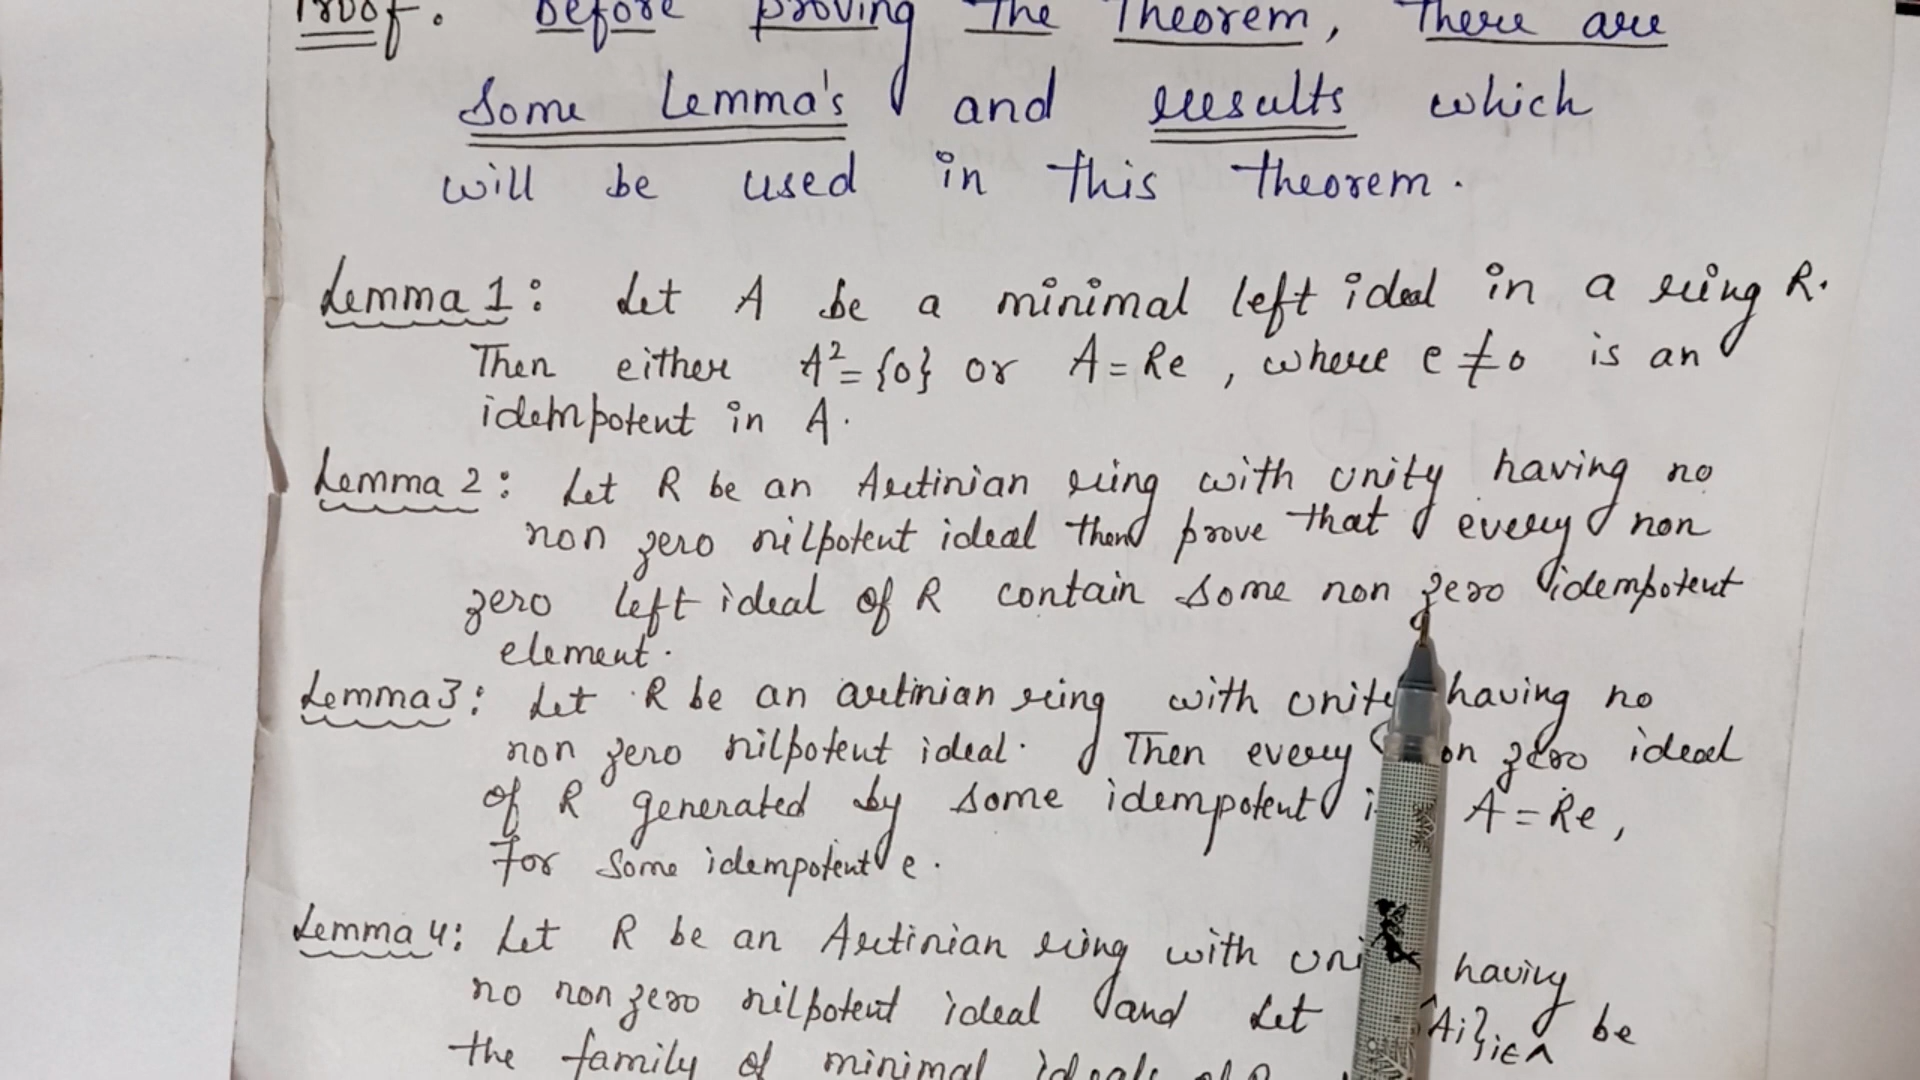 Proof. Before proving the Theorem, There are
Some Lemma's and results which
will be used in this theorem.
Lemma 1: Let A be a minimal left ideal in a ring R.
Then either A²={0} or A=Re, where e≠0 is an
idempotent in A.
Lemma 2: Let R be an Artinian ring with unity having no
non zero nilpotent ideal then prove that every non
zero left ideal of R contain some non zero idempotent
element.
Lemma 3: Let R be an artinian ring with unity having no
non zero nilpotent ideal. Then every non zero ideal
of R generated by some idempotent A=Re,
for some idempotent e.
Lemma 4: Let R be an Artinian ring with uni having
no non zero nilpotent ideal and Let Ai}i∈Λ be
the family of minimal ideals of R